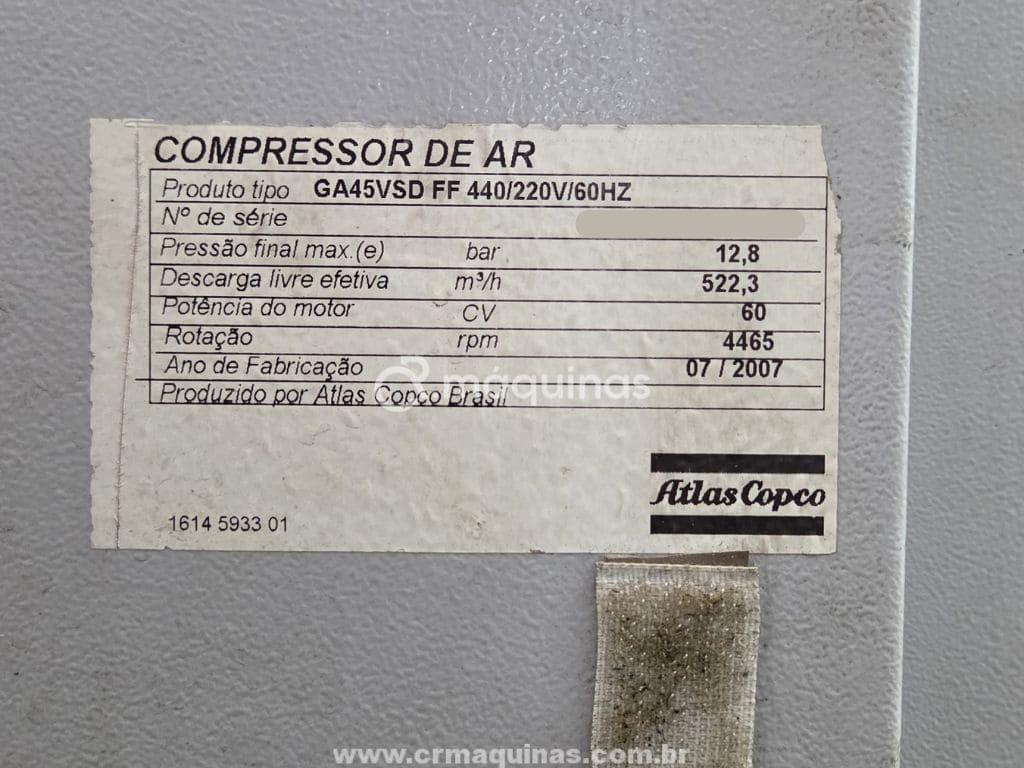 COMPRESSOR DE AR
Produto tipo GA45VSD FF 440/220V/60HZ
Nº de série
Pressão final max.(e) bar 12,8
Descarga livre efetiva m³/h 522,3
Potência do motor CV 60
Rotação rpm 4465
Ano de Fabricação 07 / 2007
CR máquinas
Produzido por Atlas Copco Brasil
Atlas Copco
1614 5933 01
www.crmaquinas.com.br